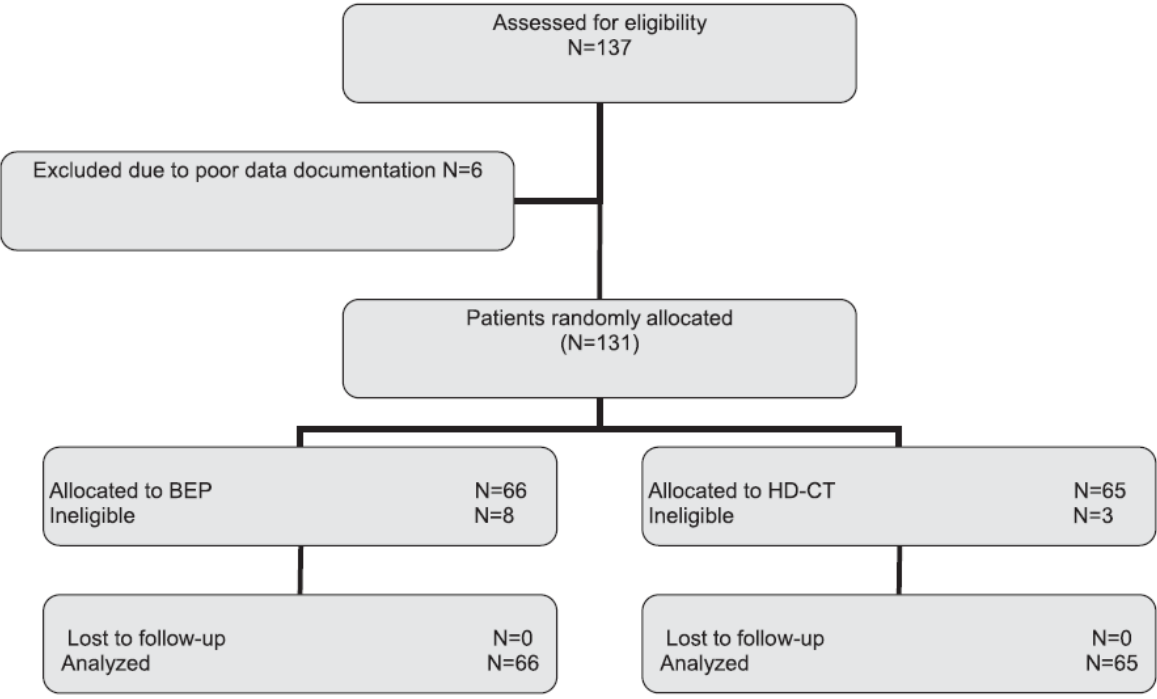 Assessed for eligibility
N=137
Excluded due to poor data documentation N=6
Patients randomly allocated
(N=131)
Allocated to BEP N=66
Ineligible N=8
Allocated to HD-CT N=65
Ineligible N=3
Lost to follow-up N=0
Analyzed N=66
Lost to follow-up N=0
Analyzed N=65